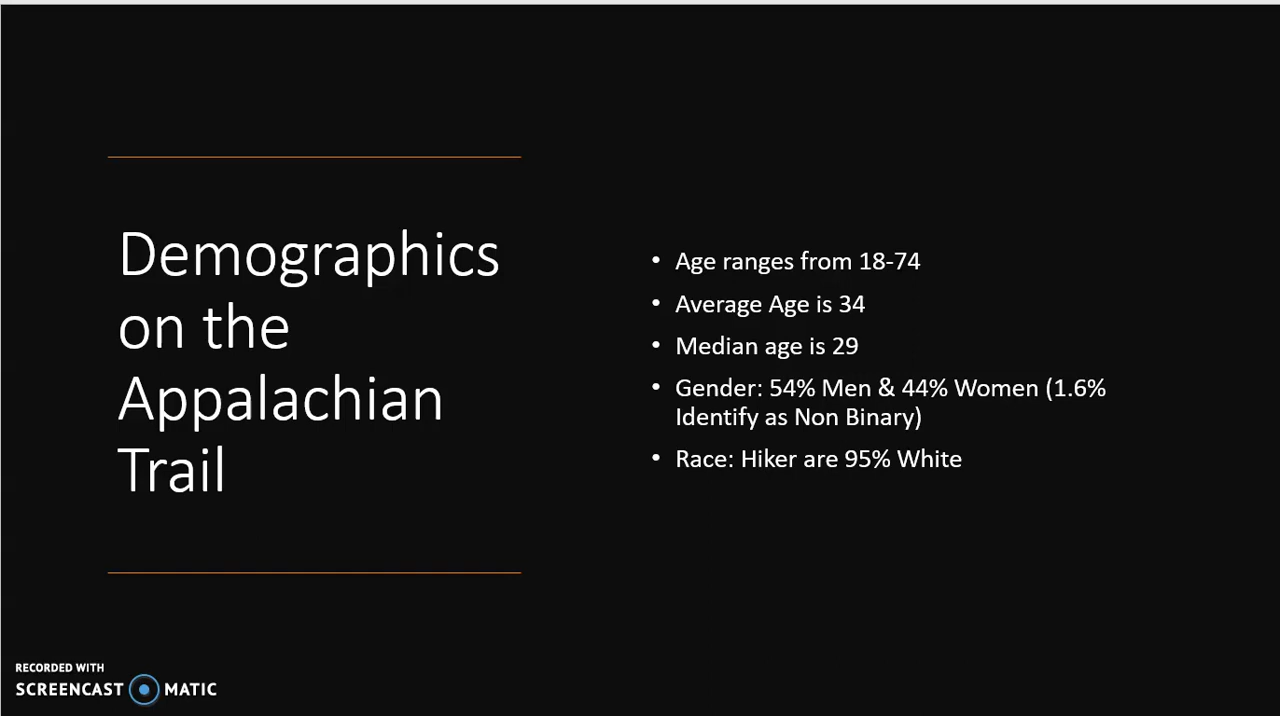 Demographics
on the
Appalachian
Trail
• Age ranges from 18-74
• Average Age is 34
• Median age is 29
• Gender: 54% Men & 44% Women (1.6%
Identify as Non Binary)
• Race: Hiker are 95% White
RECORDED WITH
SCREENCAST MATIC